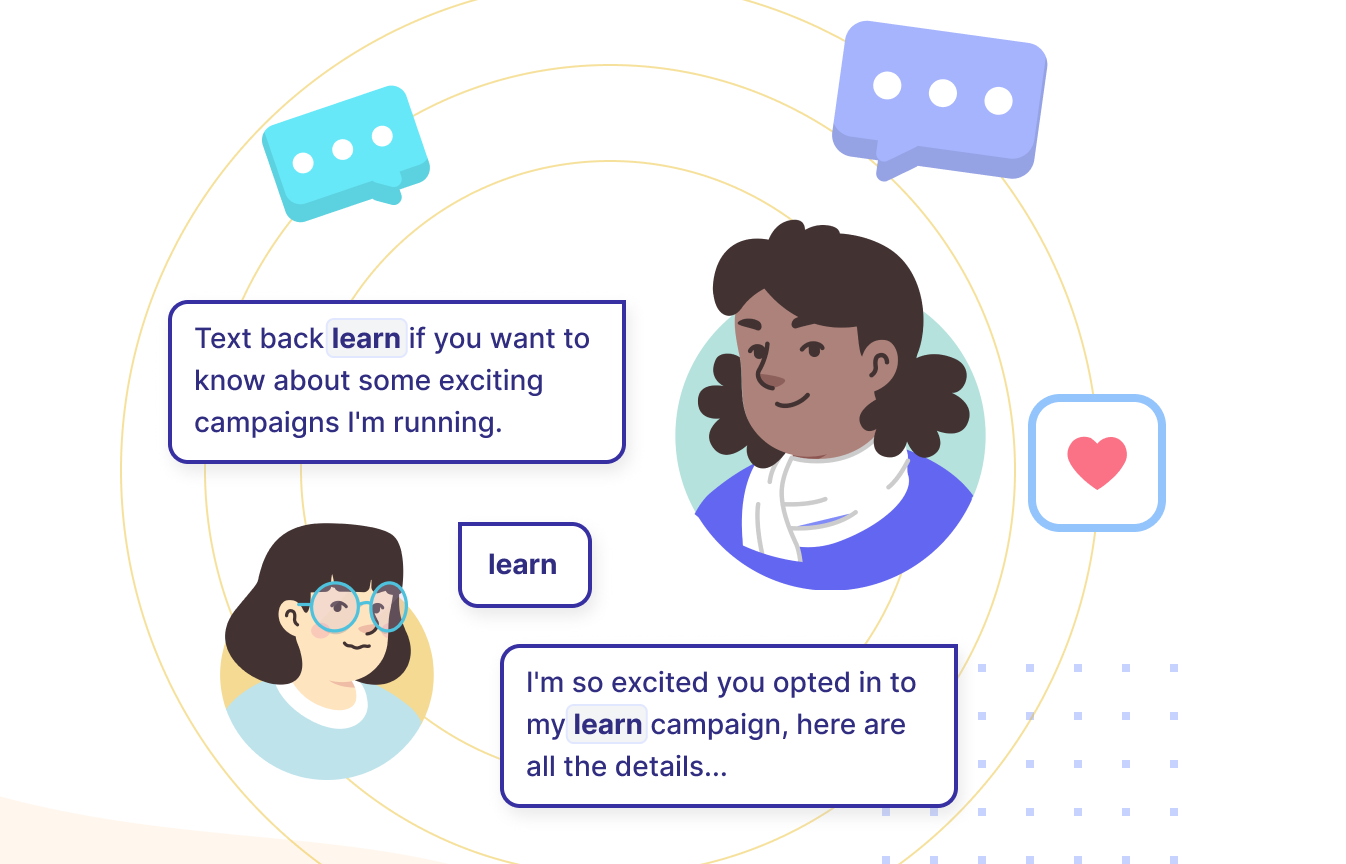 Text back learn if you want to
know about some exciting
campaigns I'm running.
learn
I'm so excited you opted in to
my learn campaign, here are
all the details...